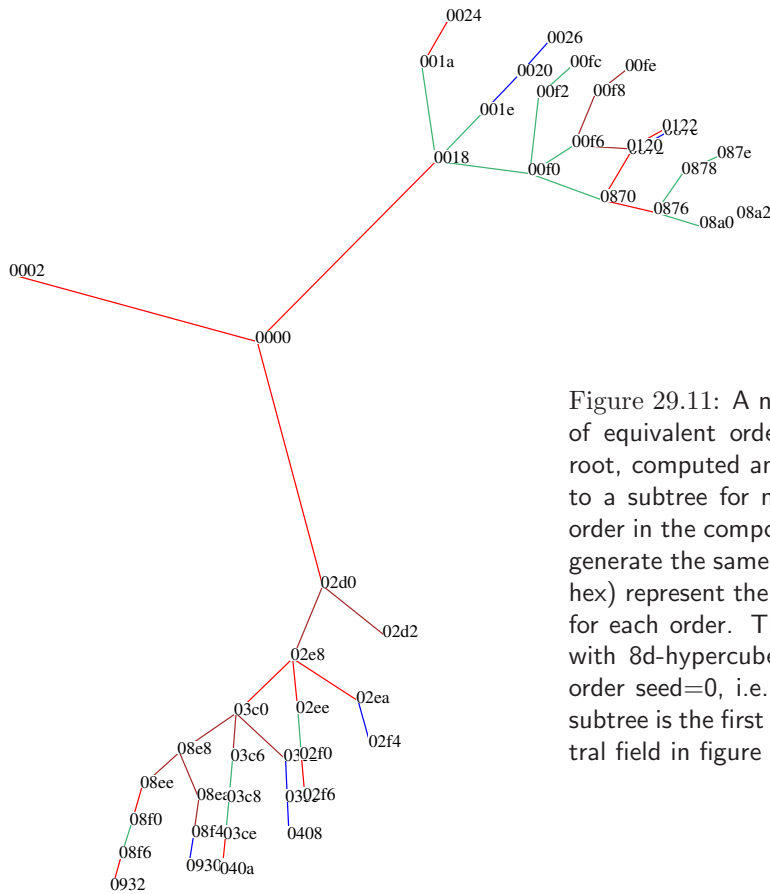 0024
0026
001a
0020
00fc
00fe
00f2
00f8
001e
0122
00f6
0120
087e
0018
00f0
0878
0870
0876
08a0
08a2
0002
0000
Figure 29.11: A
of equivalent orde
root, computed an
to a subtree for m
order in the compo
generate the same
hex) represent the
for each order. T
with 8d-hypercube
order seed=0, i.e.
subtree is the first
tral field in figure
02d0
02d2
02e8
02ea
03c0
02ee
02f4
08e8
03c6
02f0
08ee
08ea
03c8
02f6
08f0
08f4
03ce
0408
08f6
0930
040a
0932